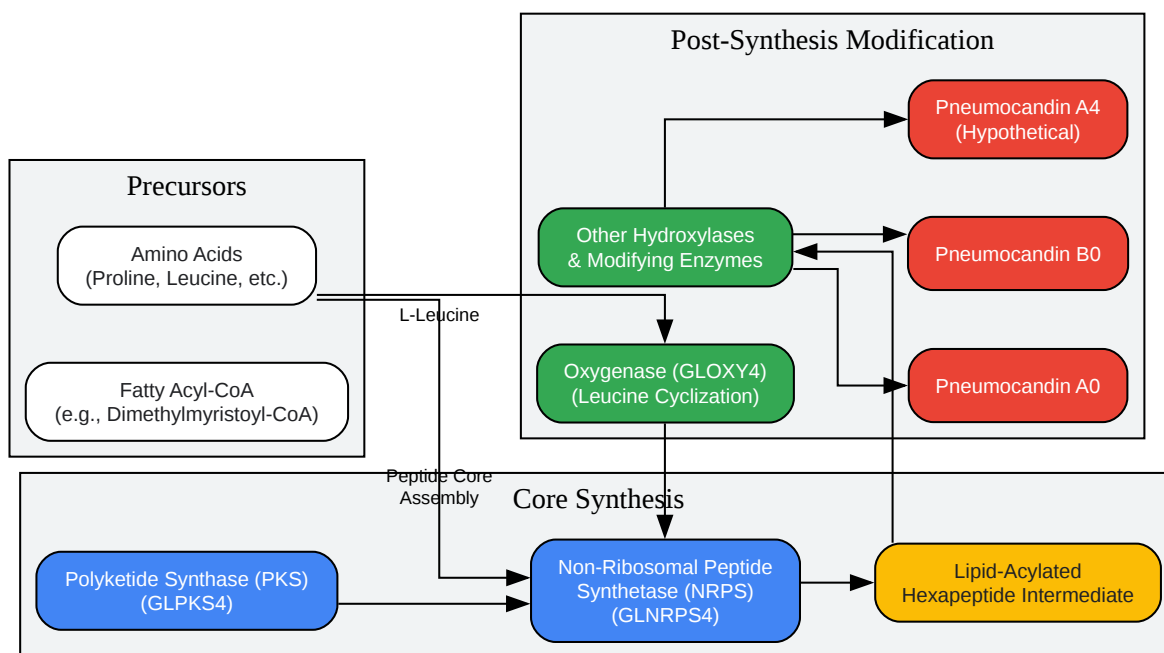 Post-Synthesis Modification
Pneumocandin A4
(Hypothetical)
Precursors
Amino Acids
(Proline, Leucine, etc.)
Other Hydroxylases
& Modifying Enzymes
Pneumocandin B0
L-Leucine
Fatty Acyl-CoA
(e.g., Dimethylmyristoyl-CoA)
Oxygenase (GLOXY4)
(Leucine Cyclization)
Pneumocandin A0
Peptide Core
Assembly
Core Synthesis
Polyketide Synthase (PKS)
(GLPKS4)
Non-Ribosomal Peptide
Synthetase (NRPS)
(GLNRPS4)
Lipid-Acylated
Hexapeptide Intermediate